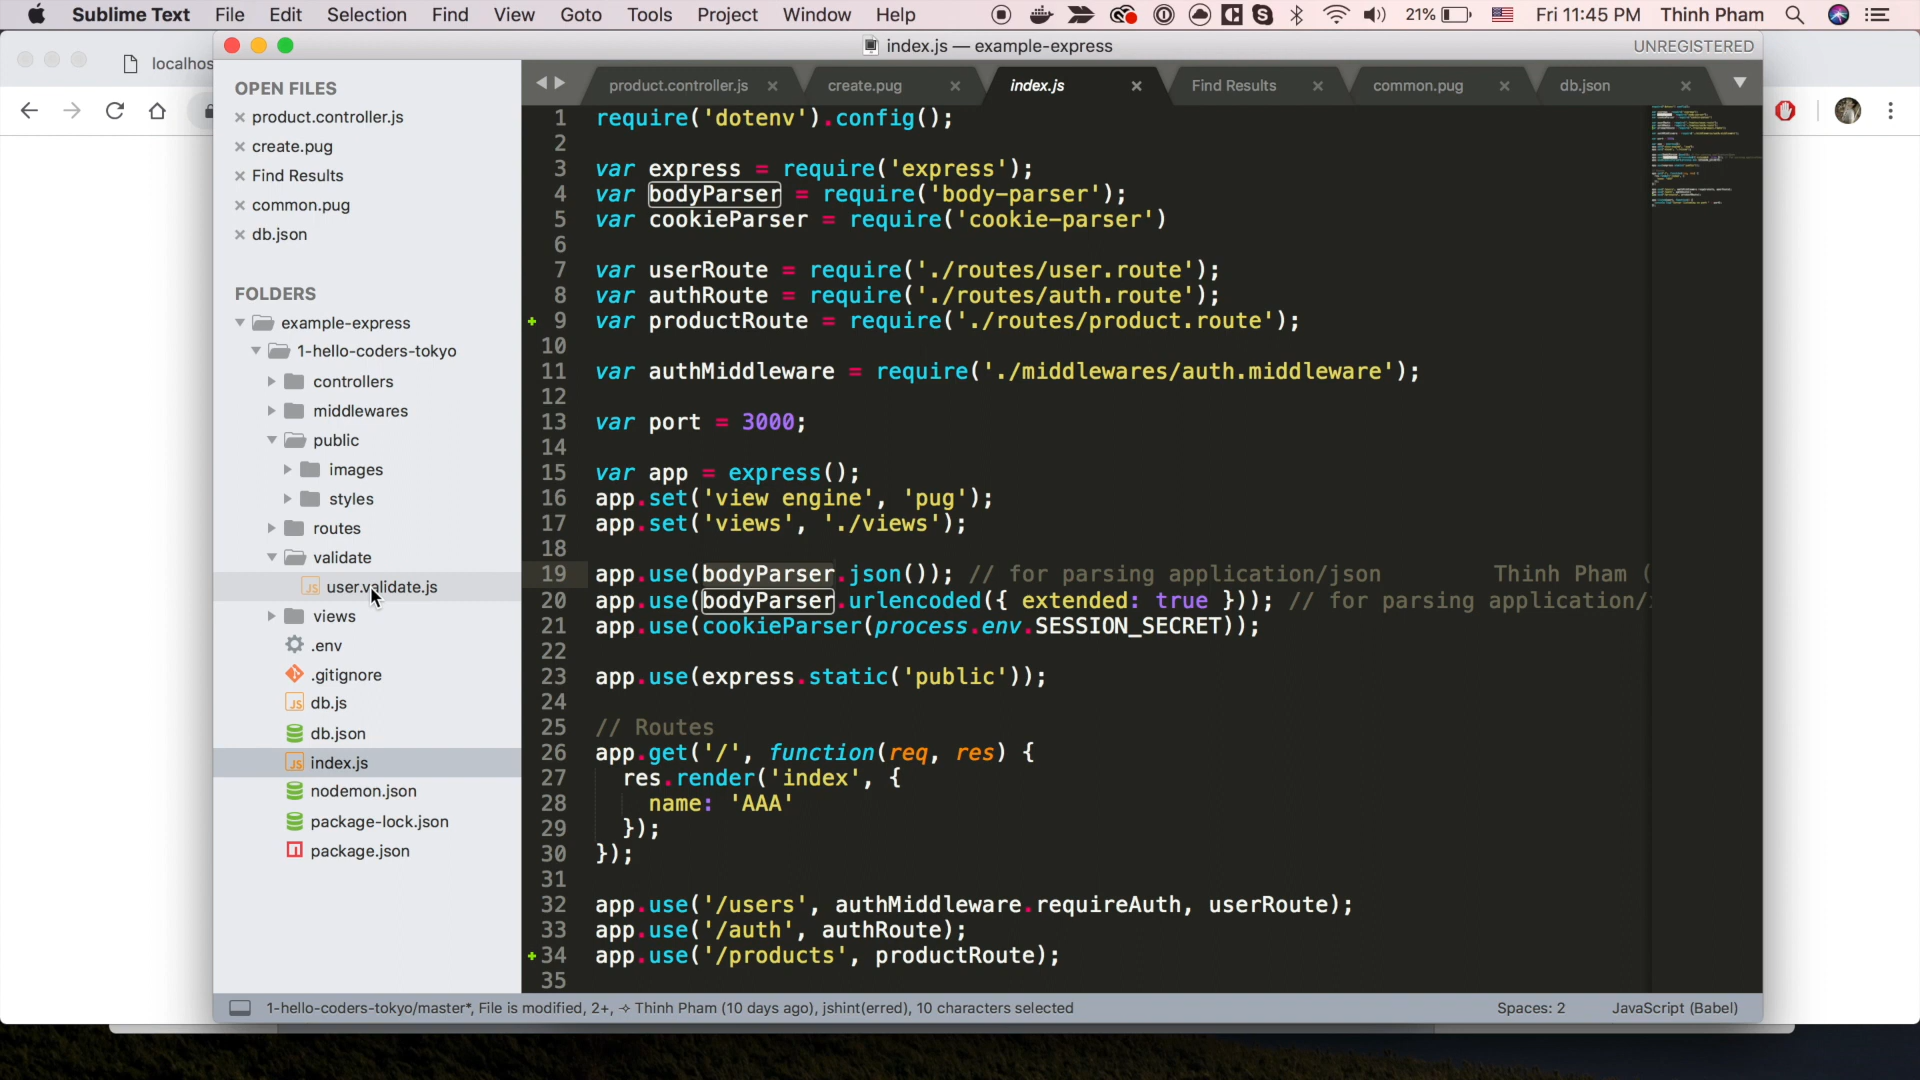 Sublime Text File Edit Selection Find View Goto Tools Project Window Help 21% Fri 11:45 PM Thinh Pham
index.js — example-express UNREGISTERED
localhos
OPEN FILES
product.controller.js
create.pug
Find Results
common.pug
db.json
FOLDERS
example-express
1-hello-coders-tokyo
controllers
middlewares
public
images
styles
routes
validate
user.validate.js
views
.env
.gitignore
db.js
db.json
index.js
nodemon.json
package-lock.json
package.json
product.controller.js create.pug index.js Find Results common.pug db.json
1 require('dotenv').config();
2
3 var express = require('express');
4 var bodyParser = require('body-parser');
5 var cookieParser = require('cookie-parser')
6
7 var userRoute = require('./routes/user.route');
8 var authRoute = require('./routes/auth.route');
9 var productRoute = require('./routes/product.route');
10
11 var authMiddleware = require('./middlewares/auth.middleware');
12
13 var port = 3000;
14
15 var app = express();
16 app.set('view engine', 'pug');
17 app.set('views', './views');
18
19 app.use(bodyParser.json()); // for parsing application/json Thinh Pham (
20 app.use(bodyParser.urlencoded({ extended: true })); // for parsing application/
21 app.use(cookieParser(process.env.SESSION_SECRET));
22
23 app.use(express.static('public'));
24
25 // Routes
26 app.get('/', function(req, res) {
27 res.render('index', {
28 name: 'AAA'
29 });
30 });
31
32 app.use('/users', authMiddleware.requireAuth, userRoute);
33 app.use('/auth', authRoute);
34 app.use('/products', productRoute);
35
1-hello-coders-tokyo/master*, File is modified, 2+, Thinh Pham (10 days ago), jshint(erred), 10 characters selected Spaces: 2 JavaScript (Babel)